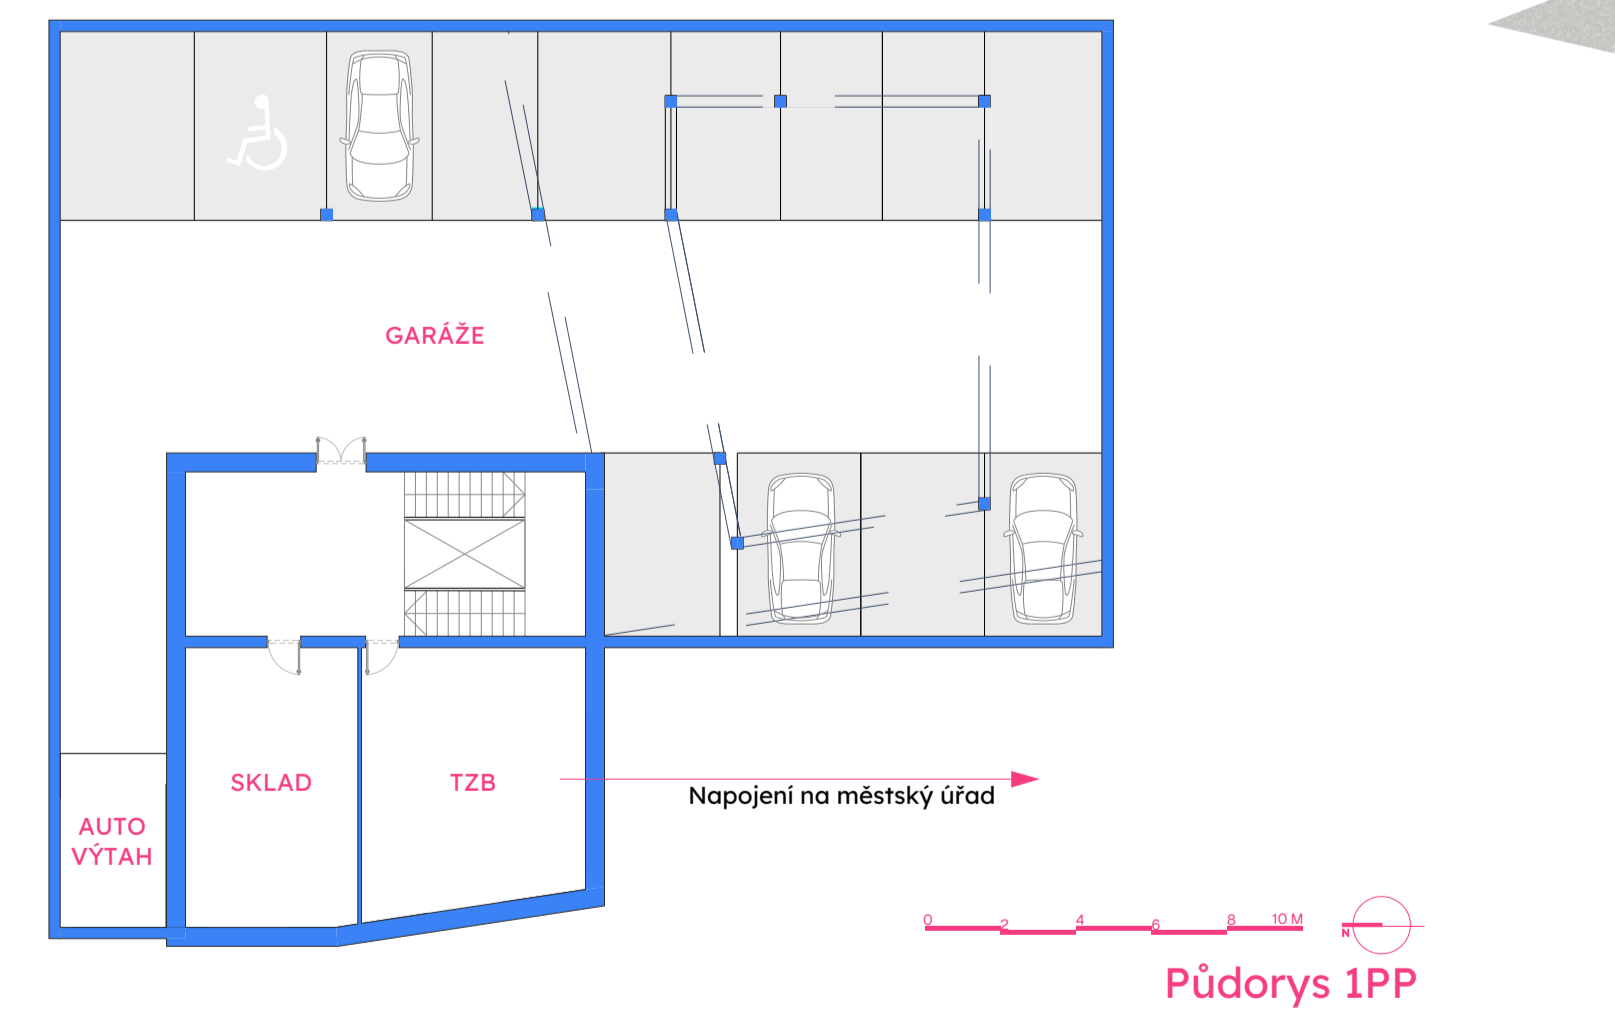 GARÁŽE
SKLAD
TZB
Napojení na městský úřad
AUTO
VÝTAH
0 2 4 6 8 10 M
N
Půdorys 1PP